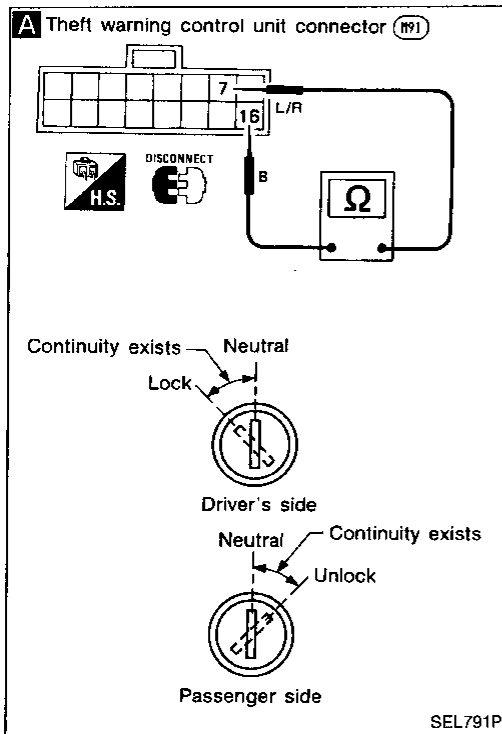 A Theft warning control unit connector (M91)
7
L/R
16
DISCONNECT
B
H.S.
Ω
Continuity exists
Neutral
Lock
Driver's side
Neutral
Continuity exists
Unlock
Passenger side
SEL791P